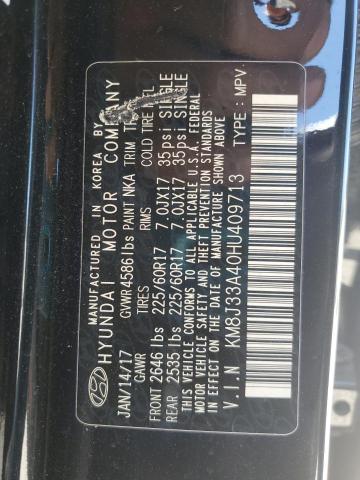 MANUFACTURED BY
IN KOREA BY
HYUNDAI MOTOR COMPANY
JAN/14/17 GVWR 4586 lbs PAINT NKA TRIM
GAWR TIRES RIMS COLD TIRE
FRONT 2646 lbs 225/60R17 7.0JX17 35psi SINGLE
REAR 2535 lbs 225/60R17 7.0JX17 35psi SINGLE
THIS VEHICLE CONFORMS TO ALL APPLICABLE U.S.A. FEDERAL
MOTOR VEHICLE SAFETY, BUMPER, AND THEFT PREVENTION STANDARDS
IN EFFECT ON THE DATE OF MANUFACTURE SHOWN ABOVE.
V.I.N KM8J33A40HU409713 TYPE: MPV.